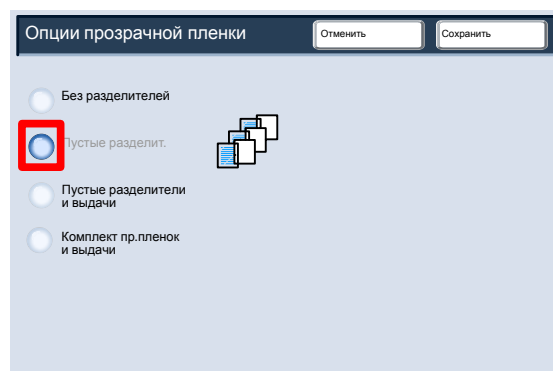 Опции прозрачной пленки
Отменить
Сохранить
Без разделителей
Пустые разделит.
Пустые разделители
и выдачи
Комплект пр.пленок
и выдачи